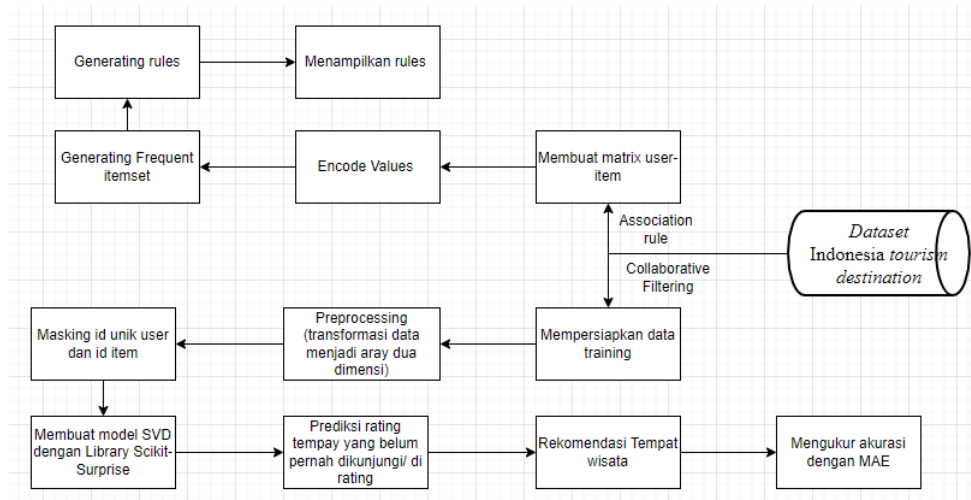 Generating rules
Menampilkan rules
Generating Frequent
itemset
Encode Values
Membuat matrix user-
item
Association
rule
Dataset
Indonesia tourism
destination
Collaborative
Filtering
Masking id unik user
dan id item
Preprocessing
(transformasi data
menjadi aray dua
dimensi)
Mempersiapkan data
training
Membuat model SVD
dengan Library Scikit-
Surprise
Prediksi rating
tempay yang belum
pernah dikunjungi/ di
rating
Rekomendasi Tempat
wisata
Mengukur akurasi
dengan MAE